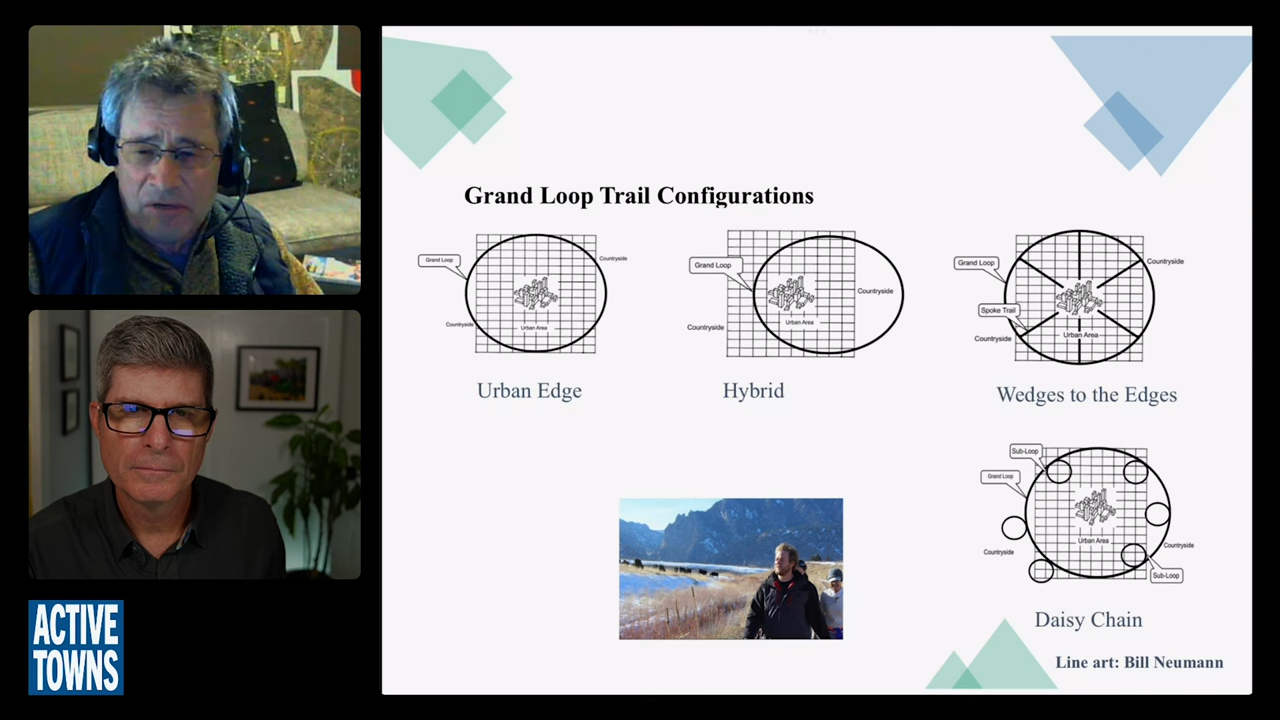 Grand Loop Trail Configurations
Grand Loop
Countryside
Countryside
Urban Area
Urban Edge
Grand Loop
Countryside
Countryside
Urban Area
Hybrid
Grand Loop
Countryside
Spoke Trail
Countryside
Urban Area
Wedges to the Edges
Sub-Loop
Grand Loop
Urban Area
Countryside
Countryside
Sub-Loop
Daisy Chain
Line art: Bill Neumann
ACTIVE
TOWNS